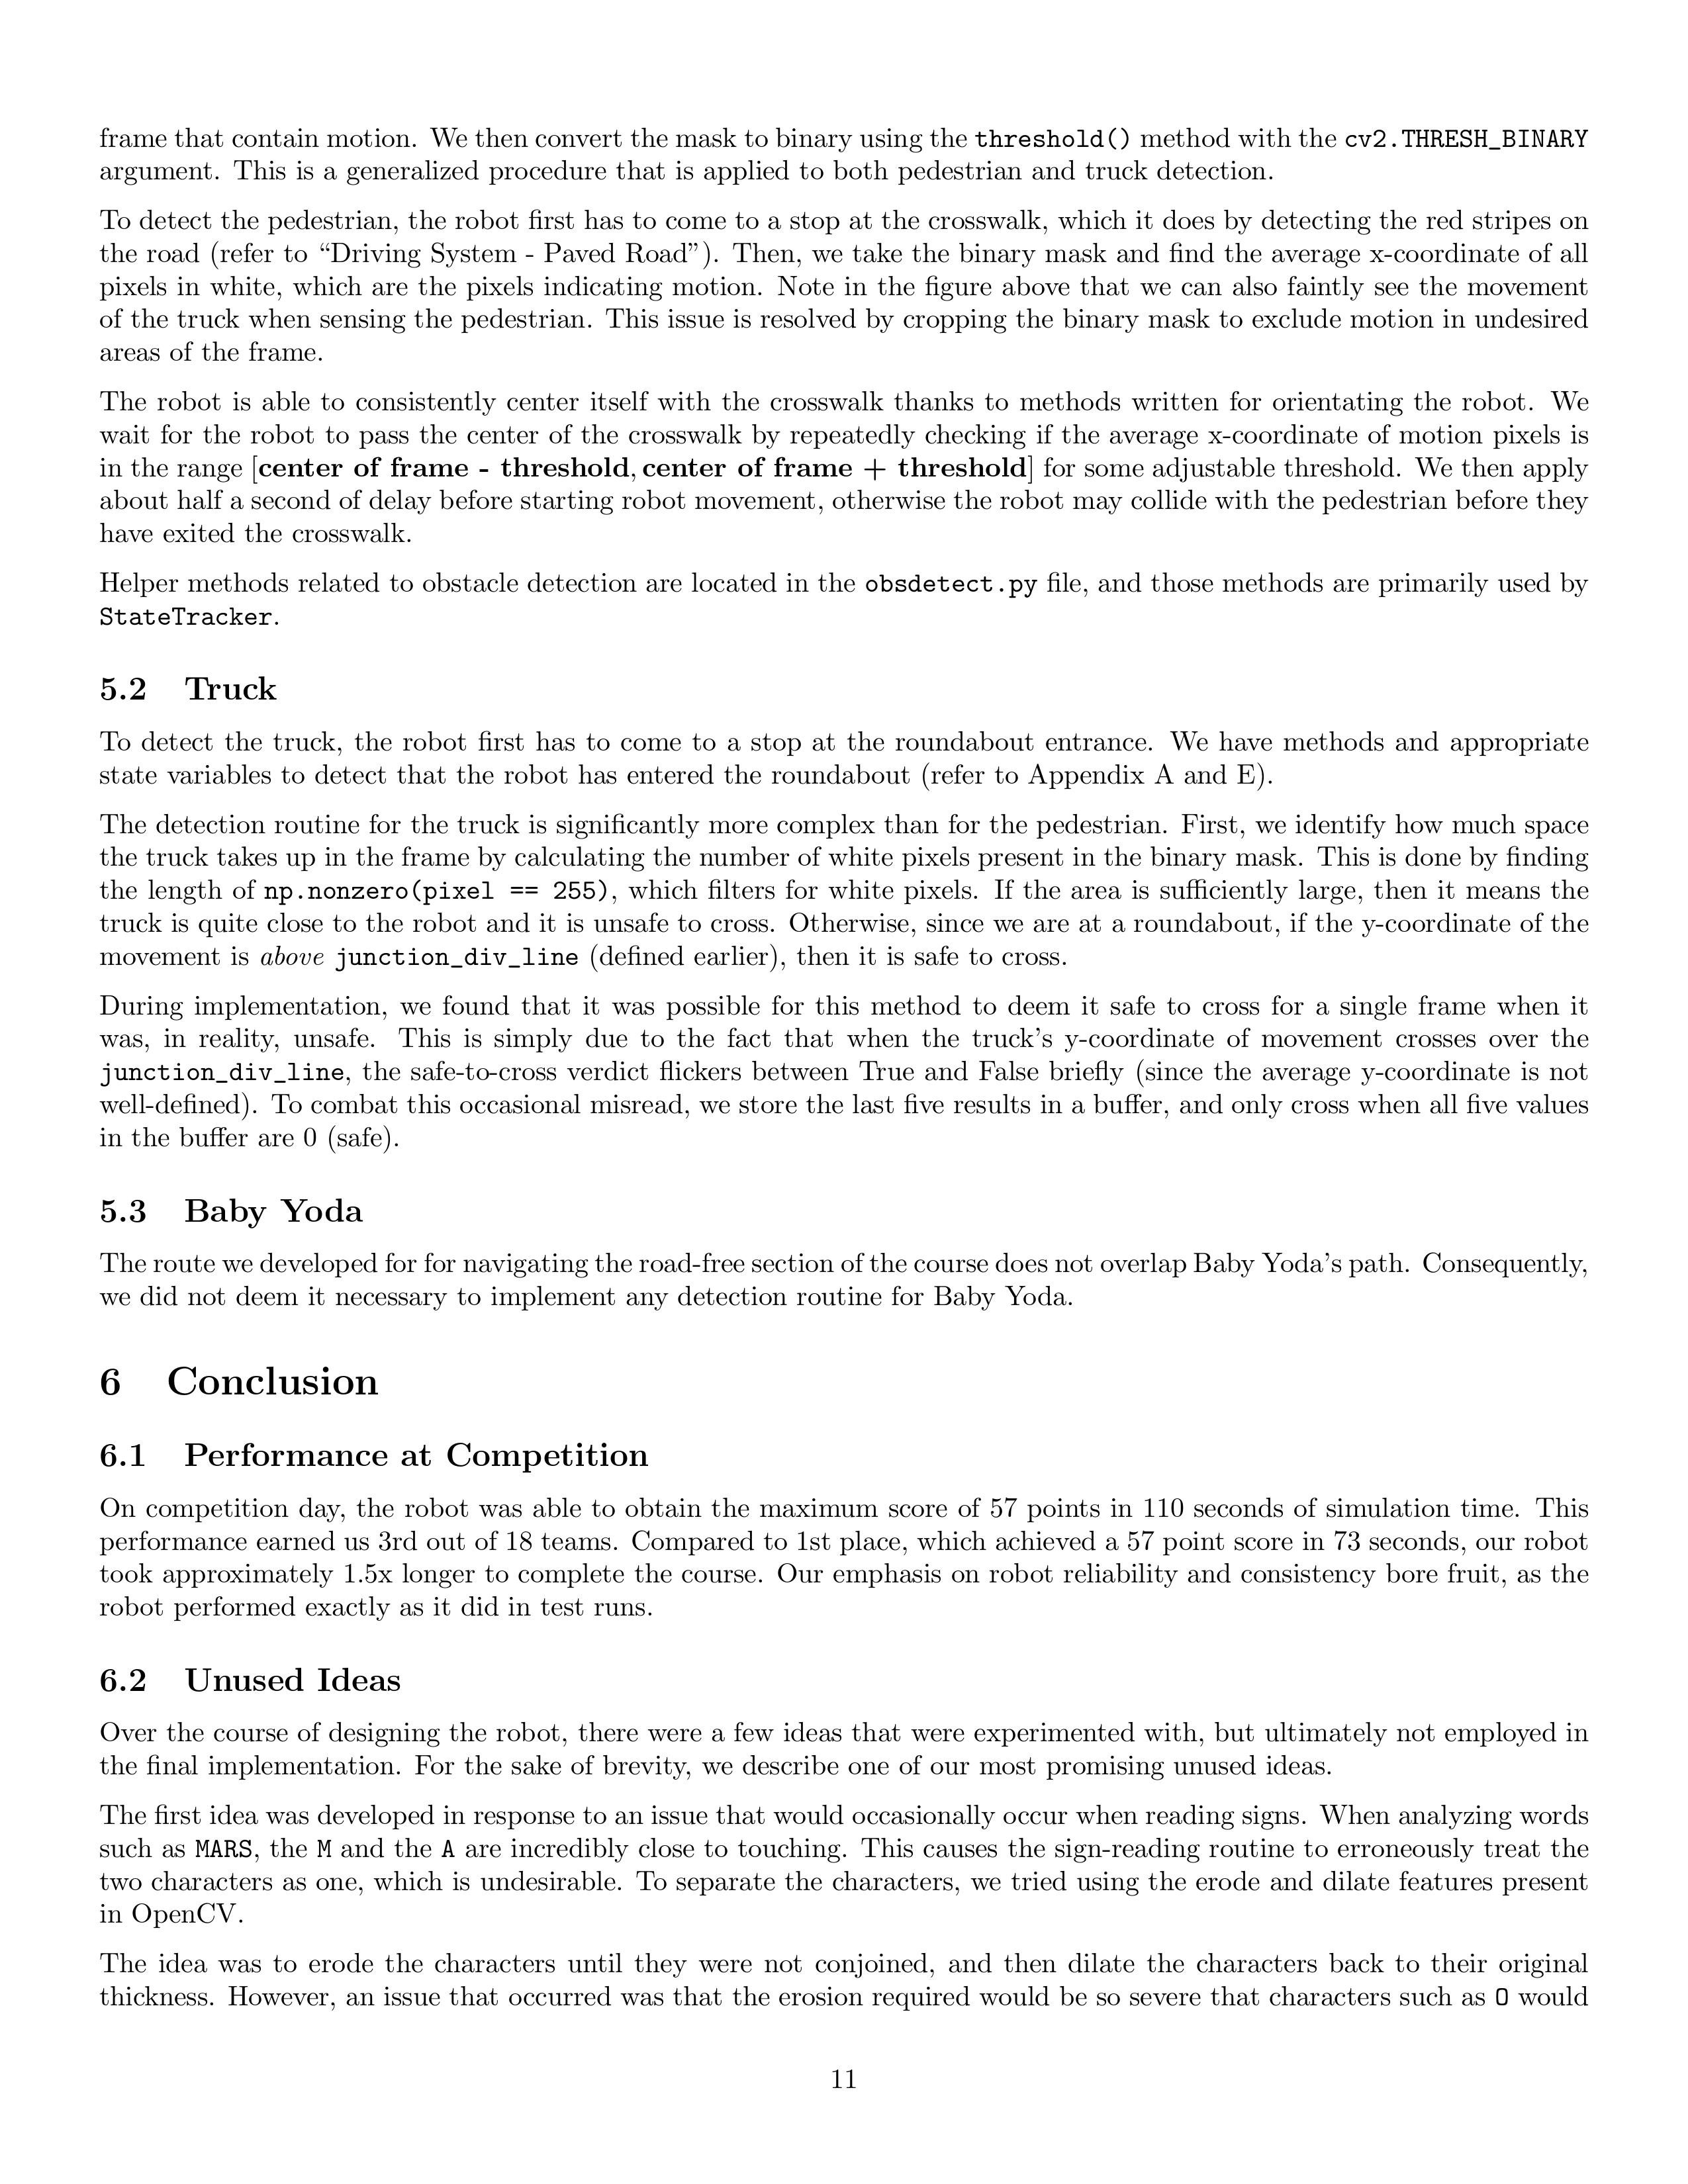 frame that contain motion. We then convert the mask to binary using the threshold() method with the cv2.THRESH_BINARY
argument. This is a generalized procedure that is applied to both pedestrian and truck detection.
To detect the pedestrian, the robot first has to come to a stop at the crosswalk, which it does by detecting the red stripes on
the road (refer to “Driving System - Paved Road”). Then, we take the binary mask and find the average x-coordinate of all
pixels in white, which are the pixels indicating motion. Note in the figure above that we can also faintly see the movement
of the truck when sensing the pedestrian. This issue is resolved by cropping the binary mask to exclude motion in undesired
areas of the frame.
The robot is able to consistently center itself with the crosswalk thanks to methods written for orientating the robot. We
wait for the robot to pass the center of the crosswalk by repeatedly checking if the average x-coordinate of motion pixels is
in the range [center of frame - threshold, center of frame + threshold] for some adjustable threshold. We then apply
about half a second of delay before starting robot movement, otherwise the robot may collide with the pedestrian before they
have exited the crosswalk.
Helper methods related to obstacle detection are located in the obsdetect.py file, and those methods are primarily used by
StateTracker.
5.2 Truck
To detect the truck, the robot first has to come to a stop at the roundabout entrance. We have methods and appropriate
state variables to detect that the robot has entered the roundabout (refer to Appendix A and E).
The detection routine for the truck is significantly more complex than for the pedestrian. First, we identify how much space
the truck takes up in the frame by calculating the number of white pixels present in the binary mask. This is done by finding
the length of np.nonzero(pixel == 255), which filters for white pixels. If the area is sufficiently large, then it means the
truck is quite close to the robot and it is unsafe to cross. Otherwise, since we are at a roundabout, if the y-coordinate of the
movement is above junction_div_line (defined earlier), then it is safe to cross.
During implementation, we found that it was possible for this method to deem it safe to cross for a single frame when it
was, in reality, unsafe. This is simply due to the fact that when the truck's y-coordinate of movement crosses over the
junction_div_line, the safe-to-cross verdict flickers between True and False briefly (since the average y-coordinate is not
well-defined). To combat this occasional misread, we store the last five results in a buffer, and only cross when all five values
in the buffer are 0 (safe).
5.3 Baby Yoda
The route we developed for for navigating the road-free section of the course does not overlap Baby Yoda's path. Consequently,
we did not deem it necessary to implement any detection routine for Baby Yoda.
6 Conclusion
6.1 Performance at Competition
On competition day, the robot was able to obtain the maximum score of 57 points in 110 seconds of simulation time. This
performance earned us 3rd out of 18 teams. Compared to 1st place, which achieved a 57 point score in 73 seconds, our robot
took approximately 1.5x longer to complete the course. Our emphasis on robot reliability and consistency bore fruit, as the
robot performed exactly as it did in test runs.
6.2 Unused Ideas
Over the course of designing the robot, there were a few ideas that were experimented with, but ultimately not employed in
the final implementation. For the sake of brevity, we describe one of our most promising unused ideas.
The first idea was developed in response to an issue that would occasionally occur when reading signs. When analyzing words
such as MARS, the M and the A are incredibly close to touching. This causes the sign-reading routine to erroneously treat the
two characters as one, which is undesirable. To separate the characters, we tried using the erode and dilate features present
in OpenCV.
The idea was to erode the characters until they were not conjoined, and then dilate the characters back to their original
thickness. However, an issue that occurred was that the erosion required would be so severe that characters such as O would
11